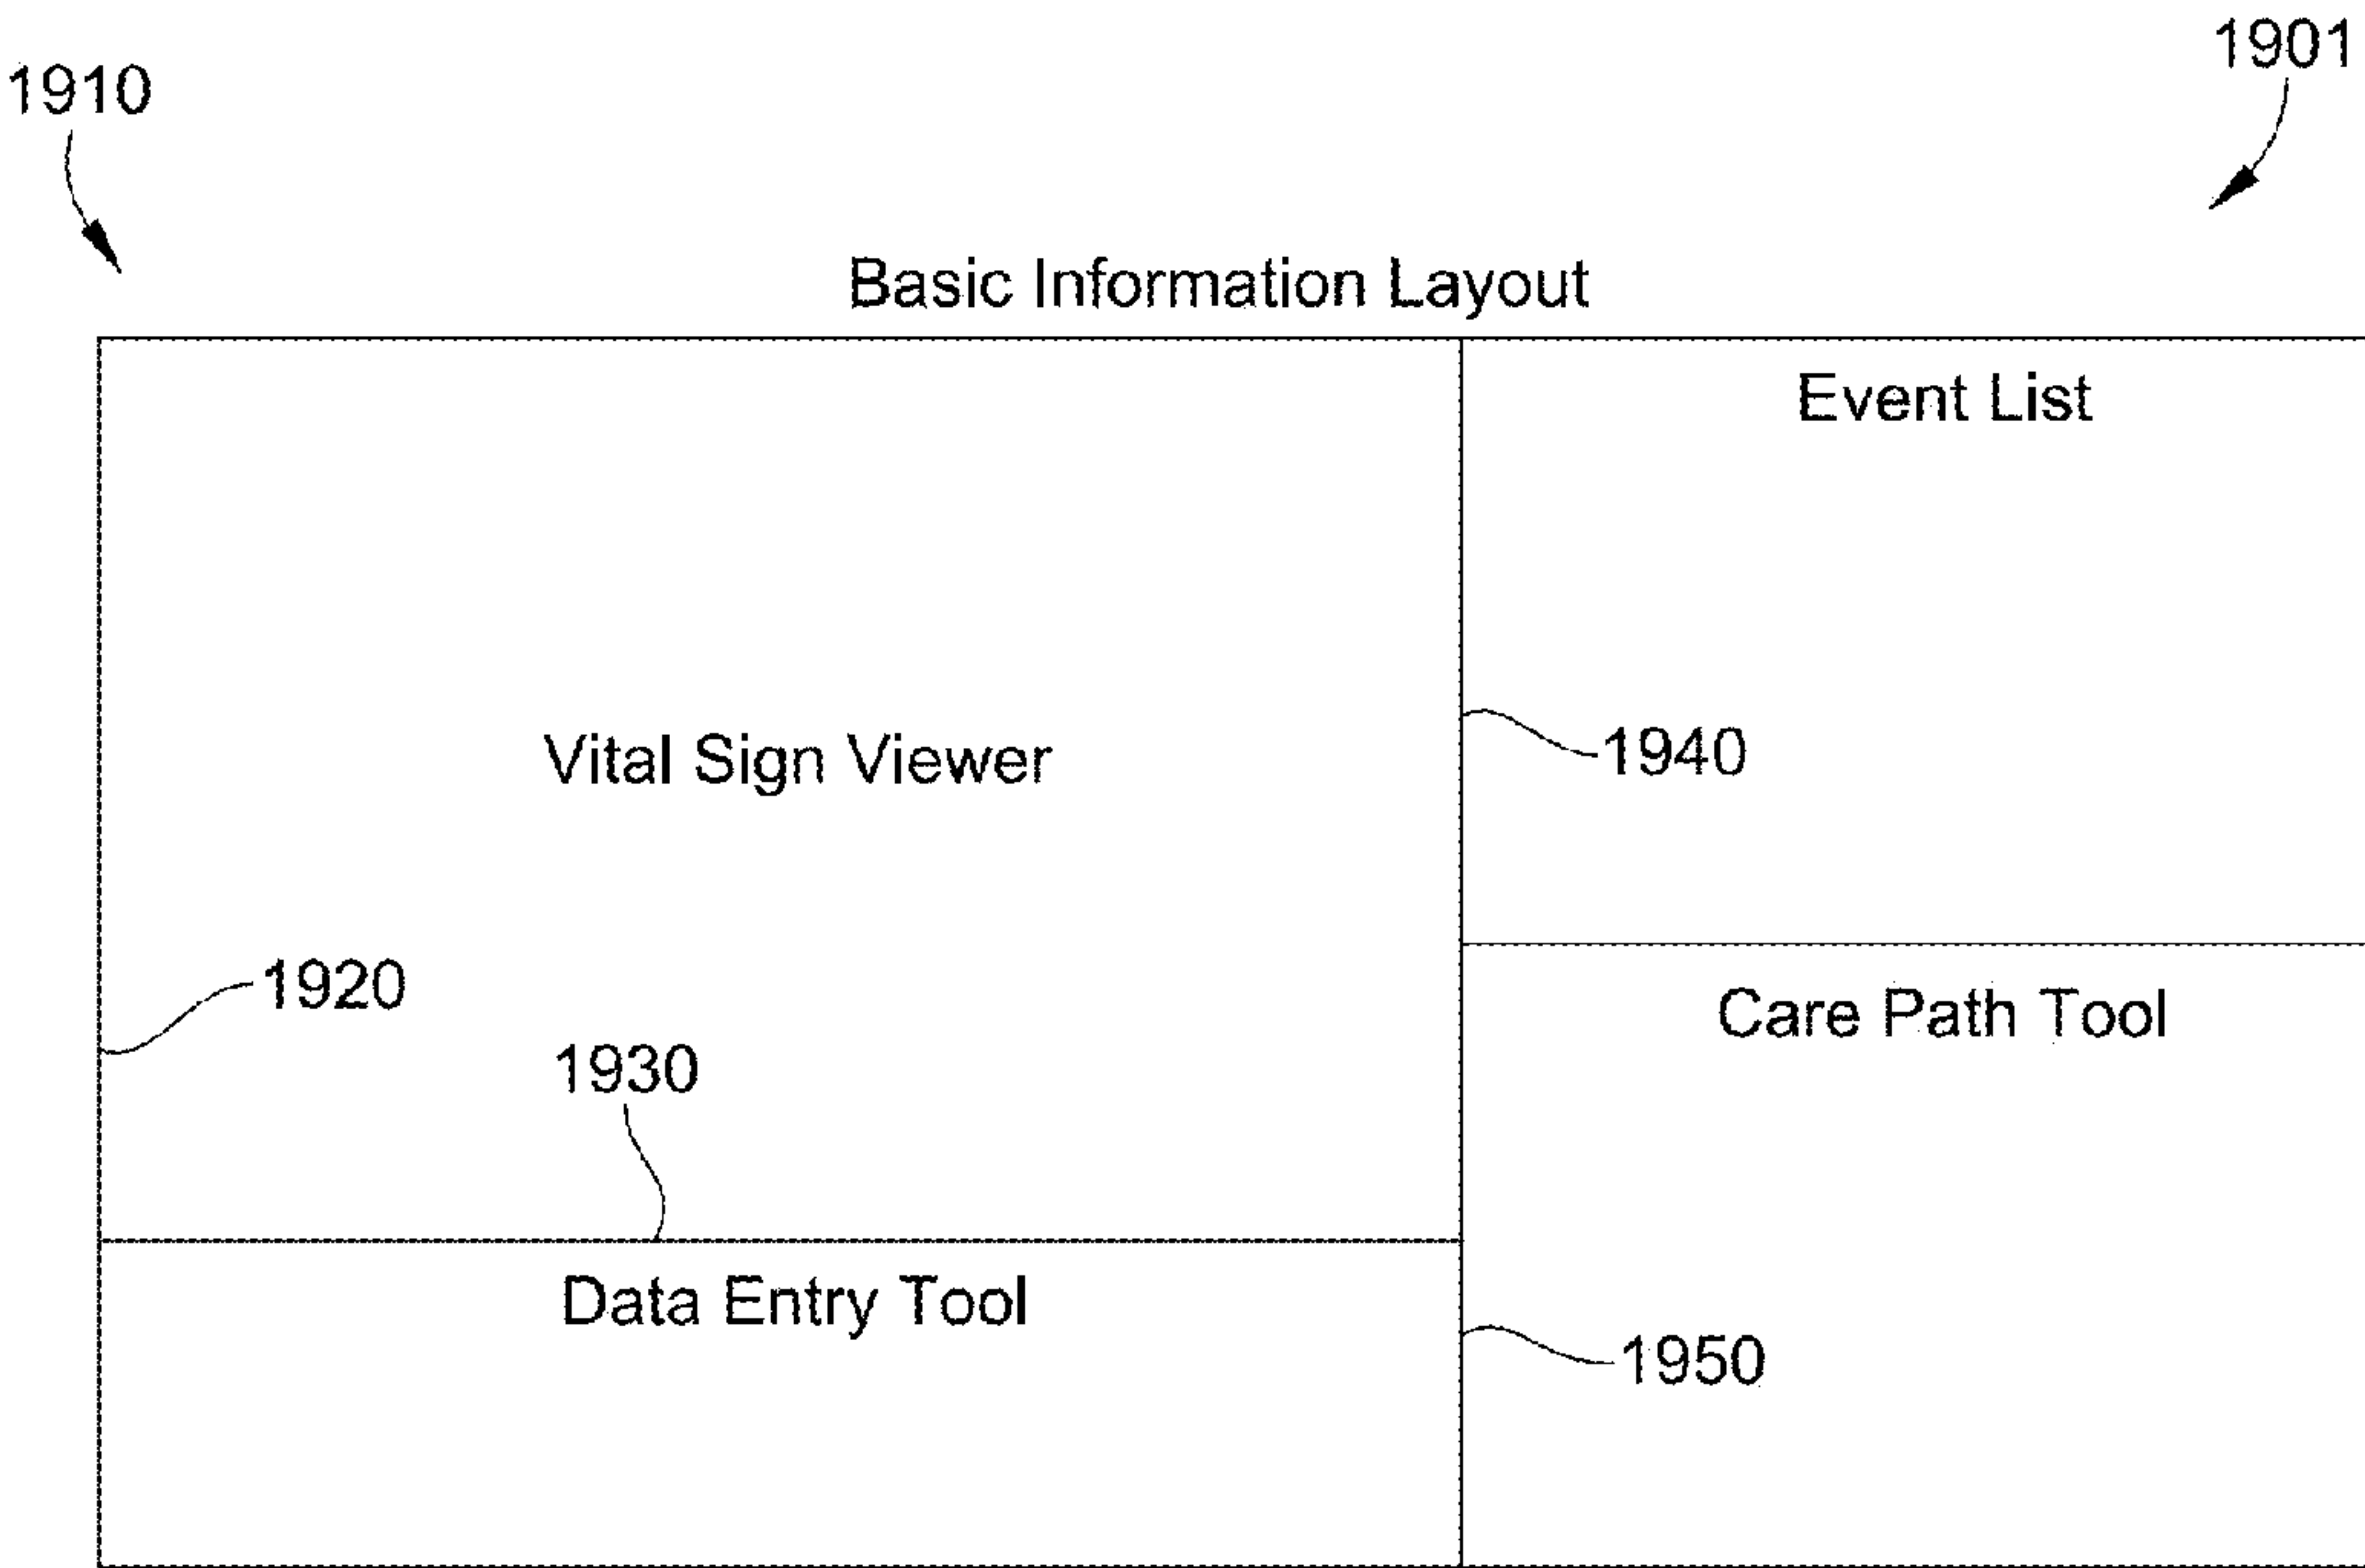 1901
1910
Basic Information Layout
Event List
Vital Sign Viewer
1940
1920
Care Path Tool
1930
Data Entry Tool
1950